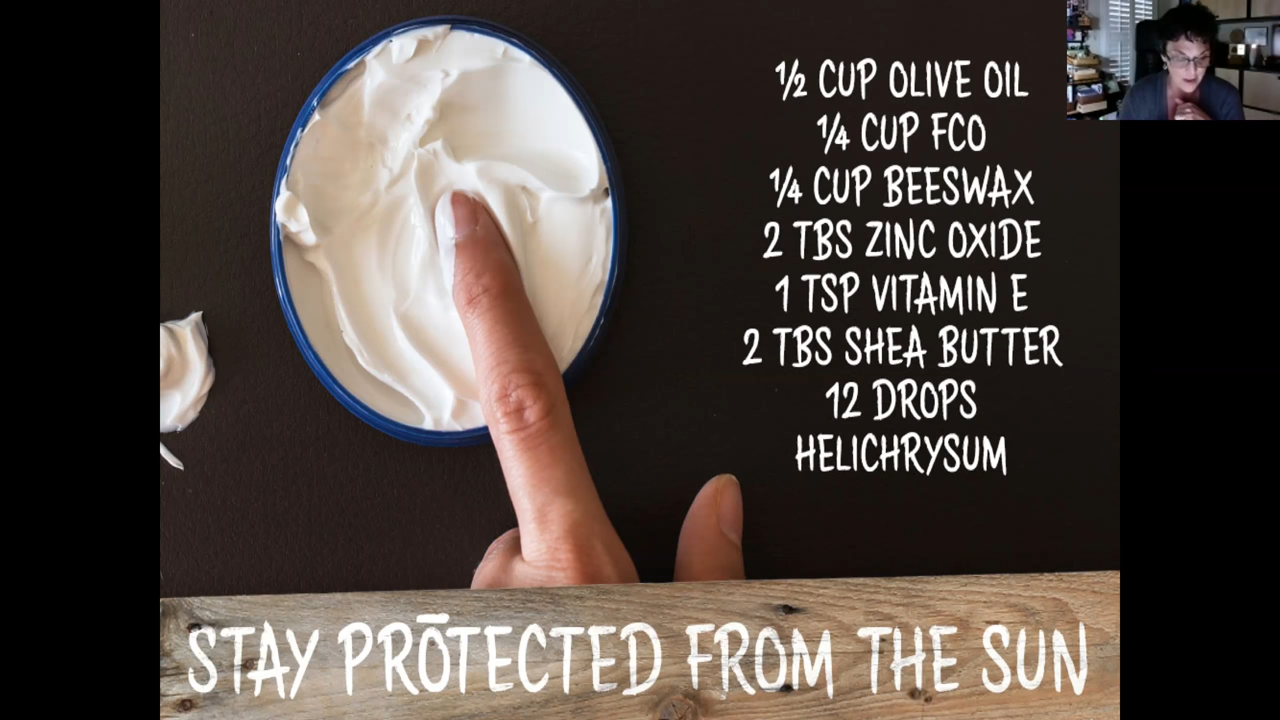 ½ CUP OLIVE OIL
¼ CUP FCO
¼ CUP BEESWAX
2 TBS ZINC OXIDE
1 TSP VITAMIN E
2 TBS SHEA BUTTER
12 DROPS
HELICHRYSUM
STAY PRŌTECTED FROM THE SUN